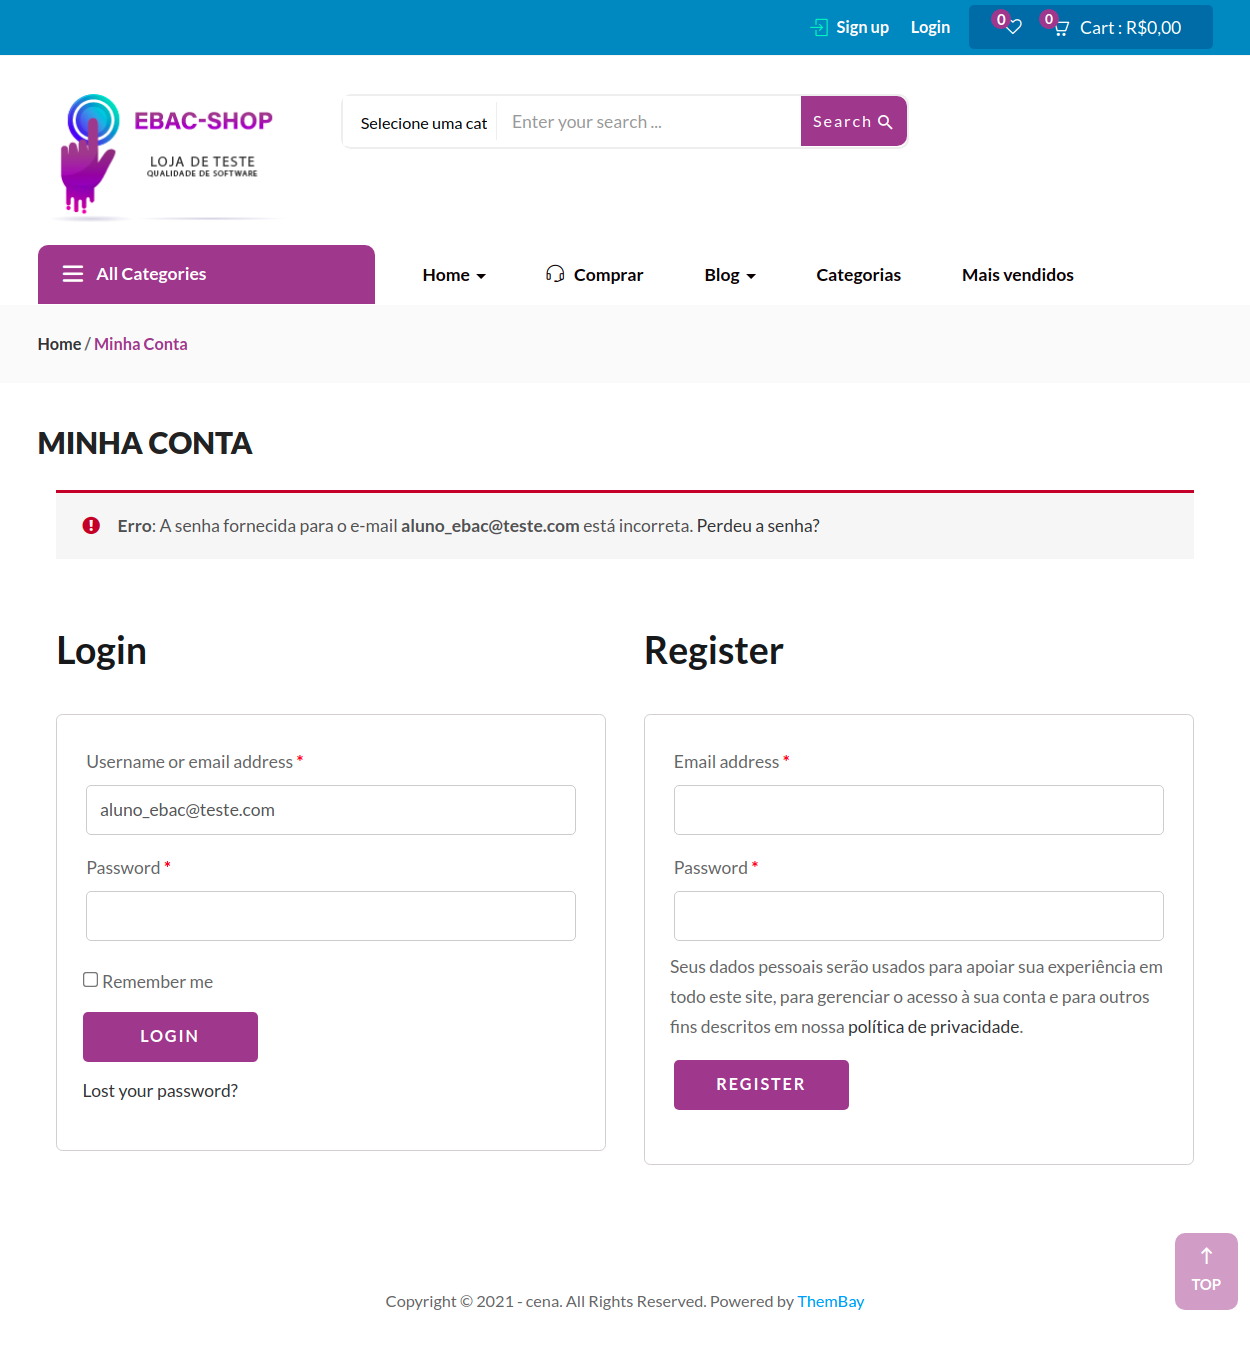 Sign up Login 0 0 Cart : R$0,00
EBAC-SHOP
LOJA DE TESTE
QUALIDADE DE SOFTWARE
Selecione uma cat Enter your search ... Search
All Categories Home Comprar Blog Categorias Mais vendidos
Home / Minha Conta
MINHA CONTA
Erro: A senha fornecida para o e-mail aluno_ebac@teste.com está incorreta. Perdeu a senha?
Login
Username or email address *
aluno_ebac@teste.com
Password *
Remember me
LOGIN
Lost your password?
Register
Email address *
Password *
Seus dados pessoais serão usados para apoiar sua experiência em
todo este site, para gerenciar o acesso à sua conta e para outros
fins descritos em nossa política de privacidade.
REGISTER
TOP
Copyright © 2021 - cena. All Rights Reserved. Powered by ThemBay